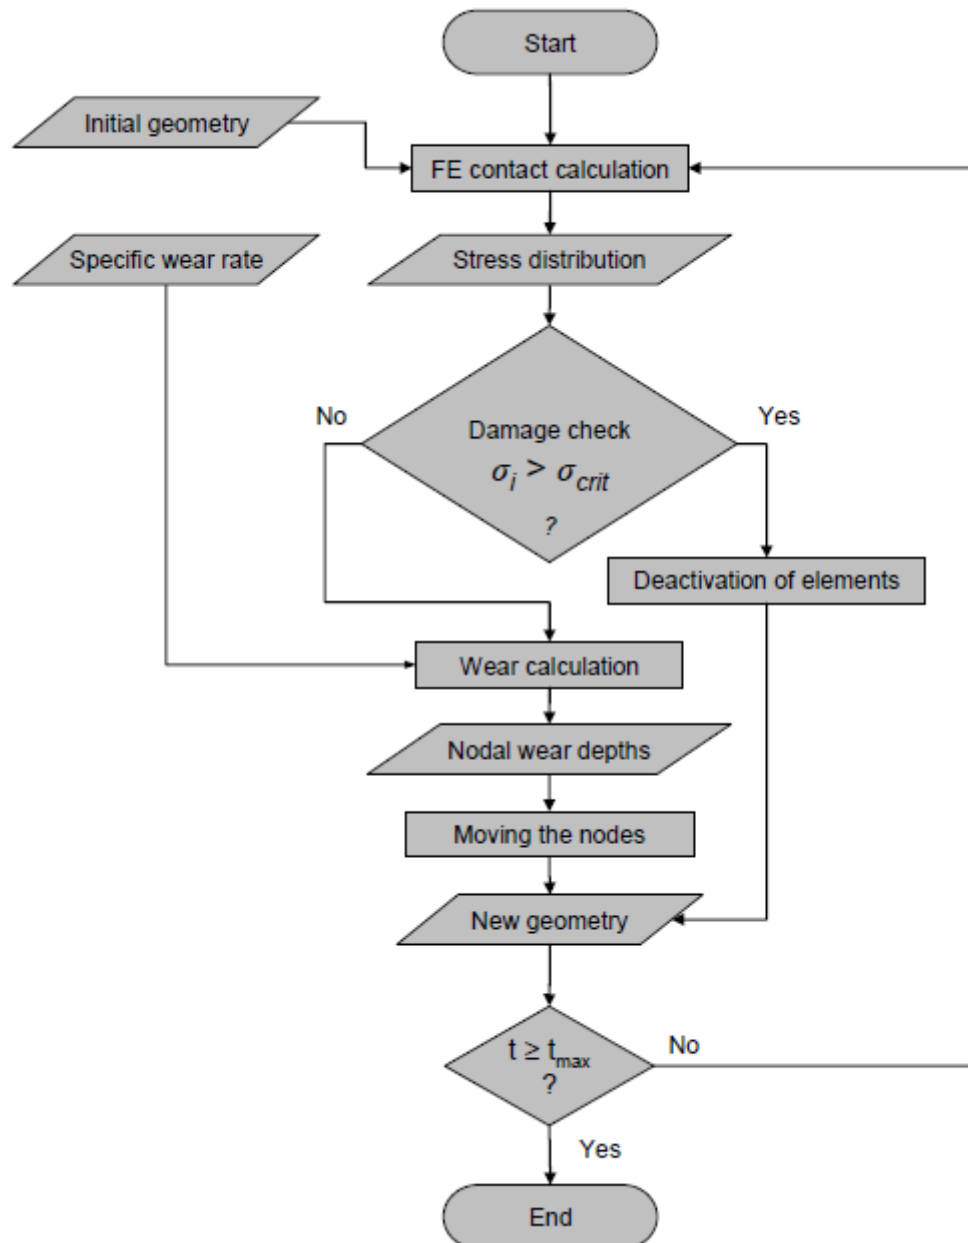 Start
Initial geometry
FE contact calculation
Specific wear rate
Stress distribution
No
Yes
Damage check
σi > σcrit
?
Deactivation of elements
Wear calculation
Nodal wear depths
Moving the nodes
New geometry
t ≥ tmax
?
No
Yes
End